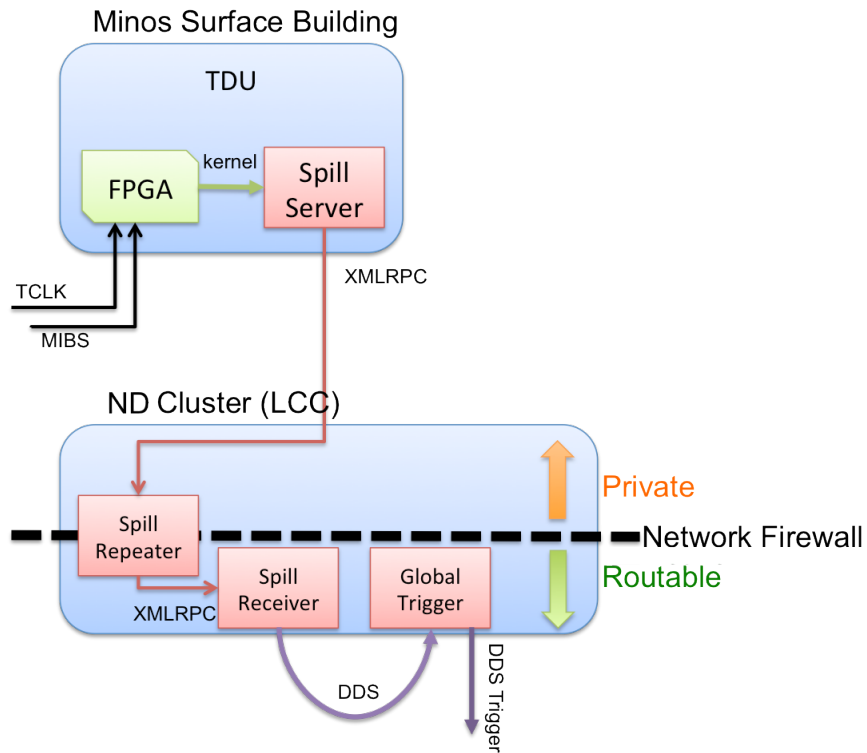 Minos Surface Building
TDU
kernel
FPGA
Spill
Server
TCLK
MIBS
XMLRPC
ND Cluster (LCC)
Private
Spill
Repeater
Network Firewall
Spill
Receiver
Global
Trigger
Routable
XMLRPC
DDS
DDS Trigger